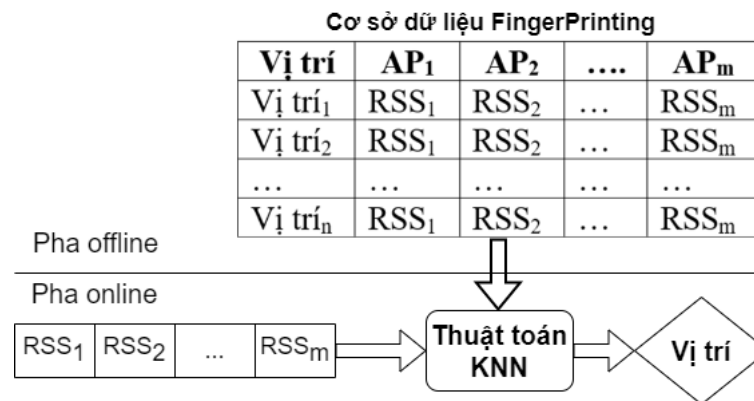 Cơ sở dữ liệu FingerPrinting
Vị trí AP₁ AP₂ …. APₘ
Vị trí₁ RSS₁ RSS₂ … RSSₘ
Vị trí₂ RSS₁ RSS₂ … RSSₘ
… … … … …
Vị tríₙ RSS₁ RSS₂ … RSSₘ
Pha offline
Pha online
RSS₁ RSS₂ ... RSSₘ
Thuật toán
KNN
Vị trí